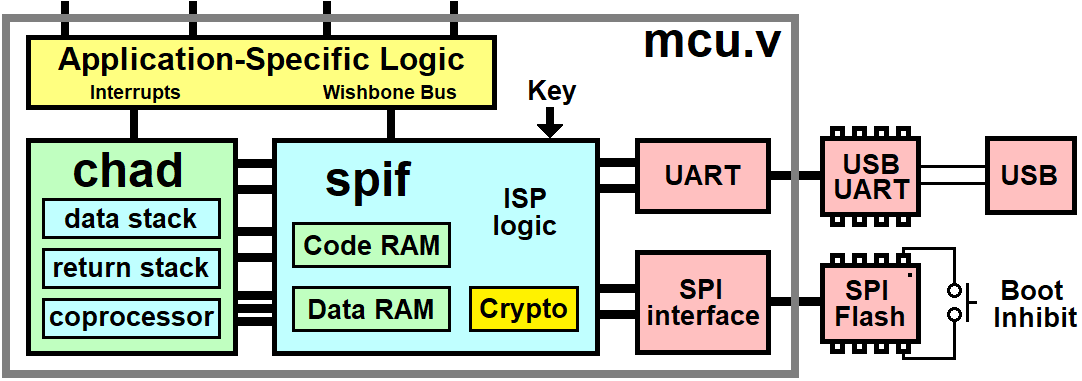 mcu.v
Application-Specific Logic
Interrupts
Wishbone Bus
Key
chad
data stack
return stack
coprocessor
spif
ISP
logic
Code RAM
Data RAM
Crypto
UART
SPI
interface
USB
UART
USB
SPI
Flash
Boot
Inhibit